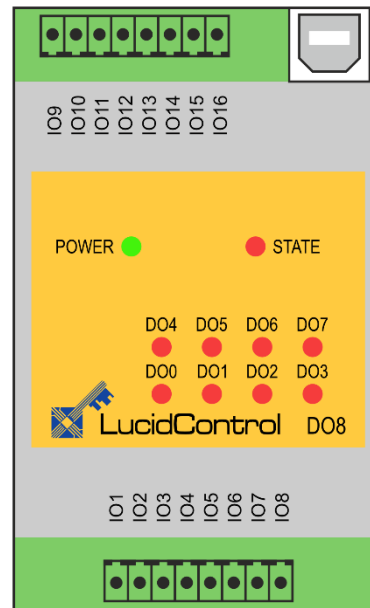 IO9 IO10 IO11 IO12 IO13 IO14 IO15 IO16
POWER STATE
DO4 DO5 DO6 DO7
DO0 DO1 DO2 DO3
LucidControl DO8
IO1 IO2 IO3 IO4 IO5 IO6 IO7 IO8